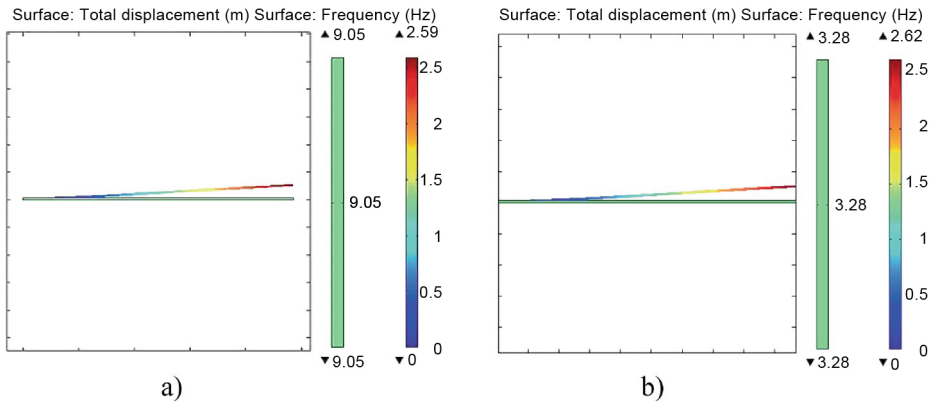 Surface: Total displacement (m) Surface: Frequency (Hz)
▲ 9.05 ▲ 2.59
2.5
2
1.5
9.05
1
0.5
0
▼ 9.05 ▼ 0
a)
Surface: Total displacement (m) Surface: Frequency (Hz)
▲ 3.28 ▲ 2.62
2.5
2
1.5
3.28
1
0.5
0
▼ 3.28 ▼ 0
b)